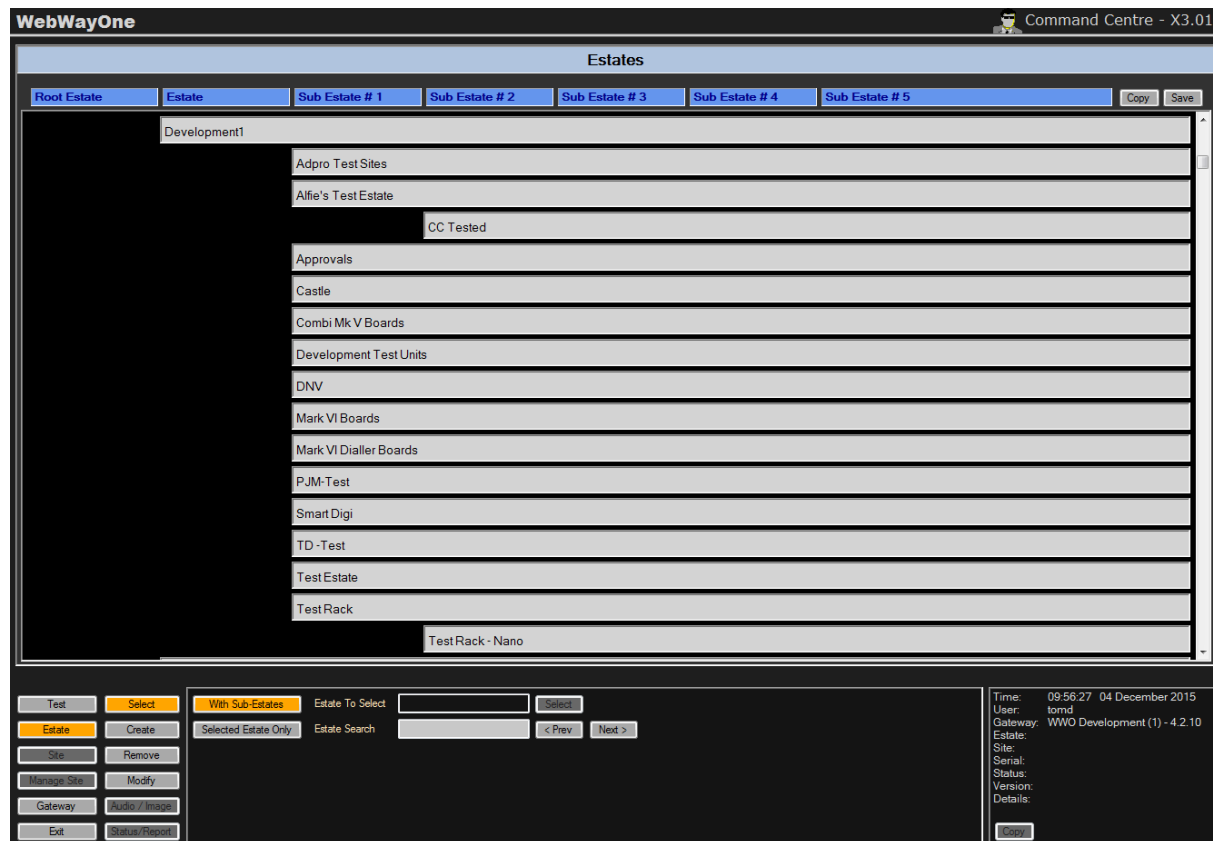 WebWayOne
Command Centre - X3.01
Estates
Root Estate Estate Sub Estate # 1 Sub Estate # 2 Sub Estate # 3 Sub Estate # 4 Sub Estate # 5 Copy Save
Development1
Adpro Test Sites
Alfie's Test Estate
CC Tested
Approvals
Castle
Combi Mk V Boards
Development Test Units
DNV
Mark VI Boards
Mark VI Dialler Boards
PJM-Test
Smart Digi
TD -Test
Test Estate
Test Rack
Test Rack - Nano
Test Select With Sub-Estates Estate To Select Select
Estate Create Selected Estate Only Estate Search < Prev Next >
Site Remove
Manage Site Modify
Gateway Audio / Image
Exit Status/Report
Time: 09:56:27 04 December 2015
User: tomd
Gateway: WWO Development (1) - 4.2.10
Estate:
Site:
Serial:
Status:
Version:
Details:
Copy